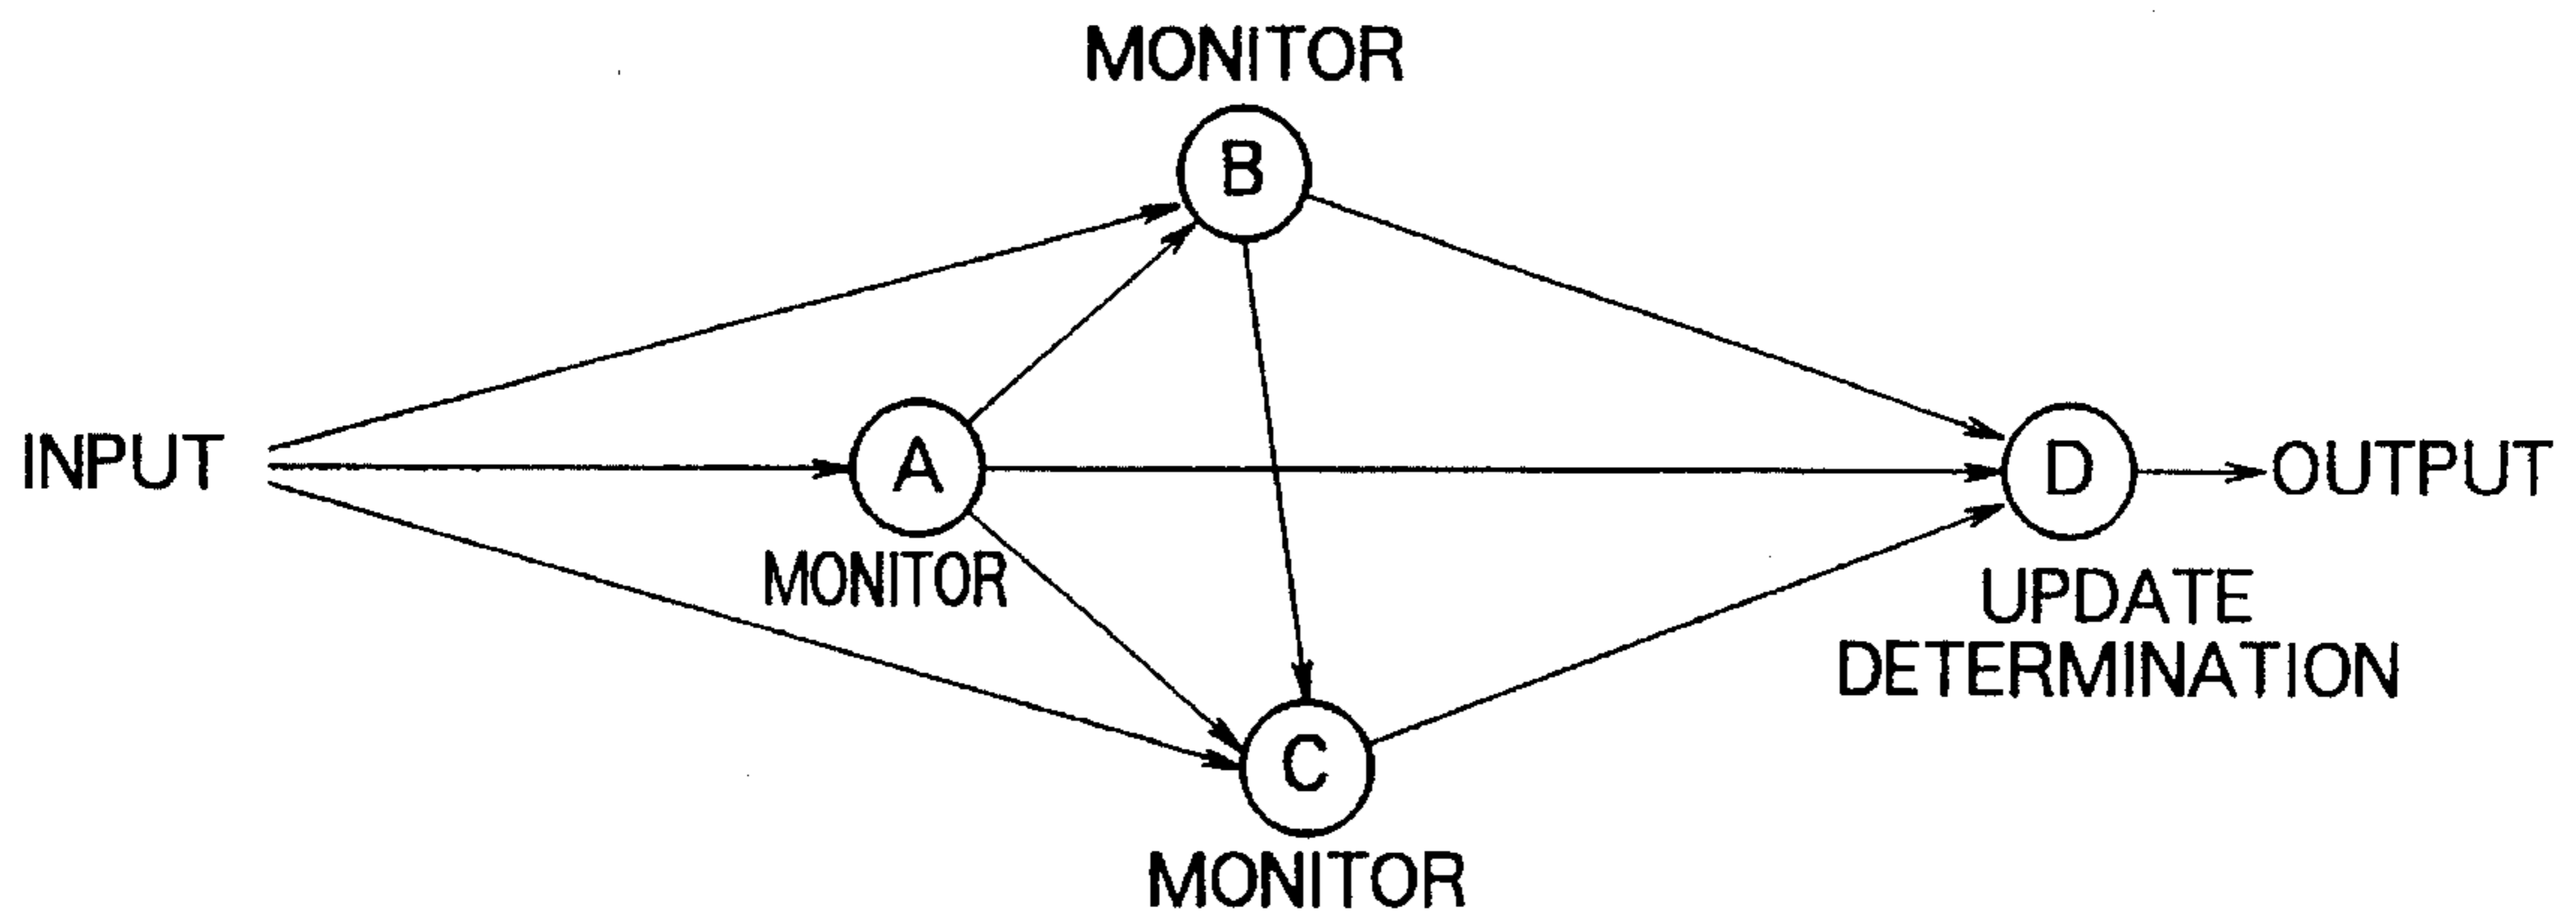 MONITOR
B
INPUT
A
D
OUTPUT
MONITOR
UPDATE
DETERMINATION
C
MONITOR